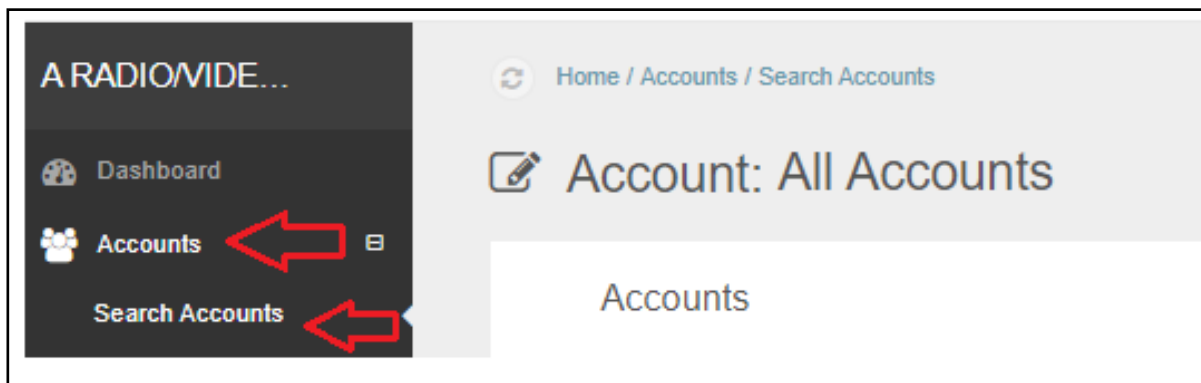 A RADIO/VIDE...
Dashboard
Accounts
Search Accounts
Home / Accounts / Search Accounts
Account: All Accounts
Accounts